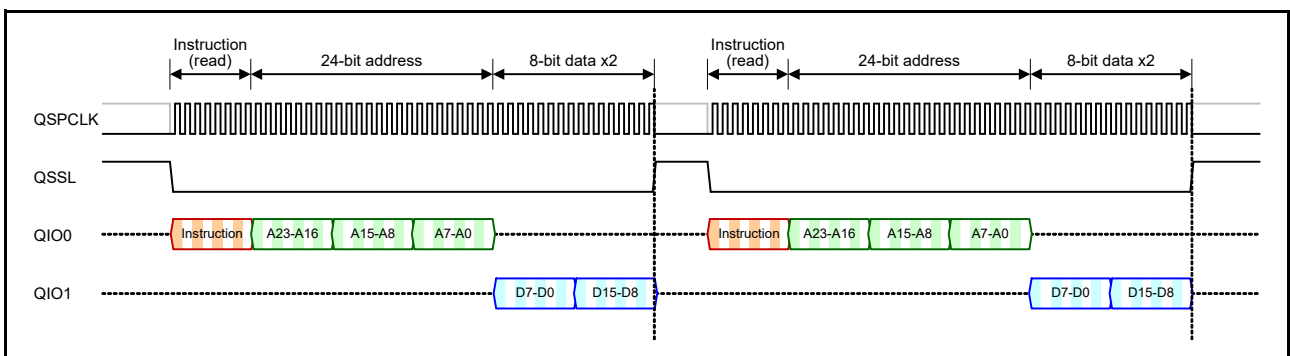 Instruction
(read) 24-bit address 8-bit data x2 Instruction
(read) 24-bit address 8-bit data x2
QSPCLK
QSSL
QIO0 Instruction A23-A16 A15-A8 A7-A0 Instruction A23-A16 A15-A8 A7-A0
QIO1 D7-D0 D15-D8 D7-D0 D15-D8